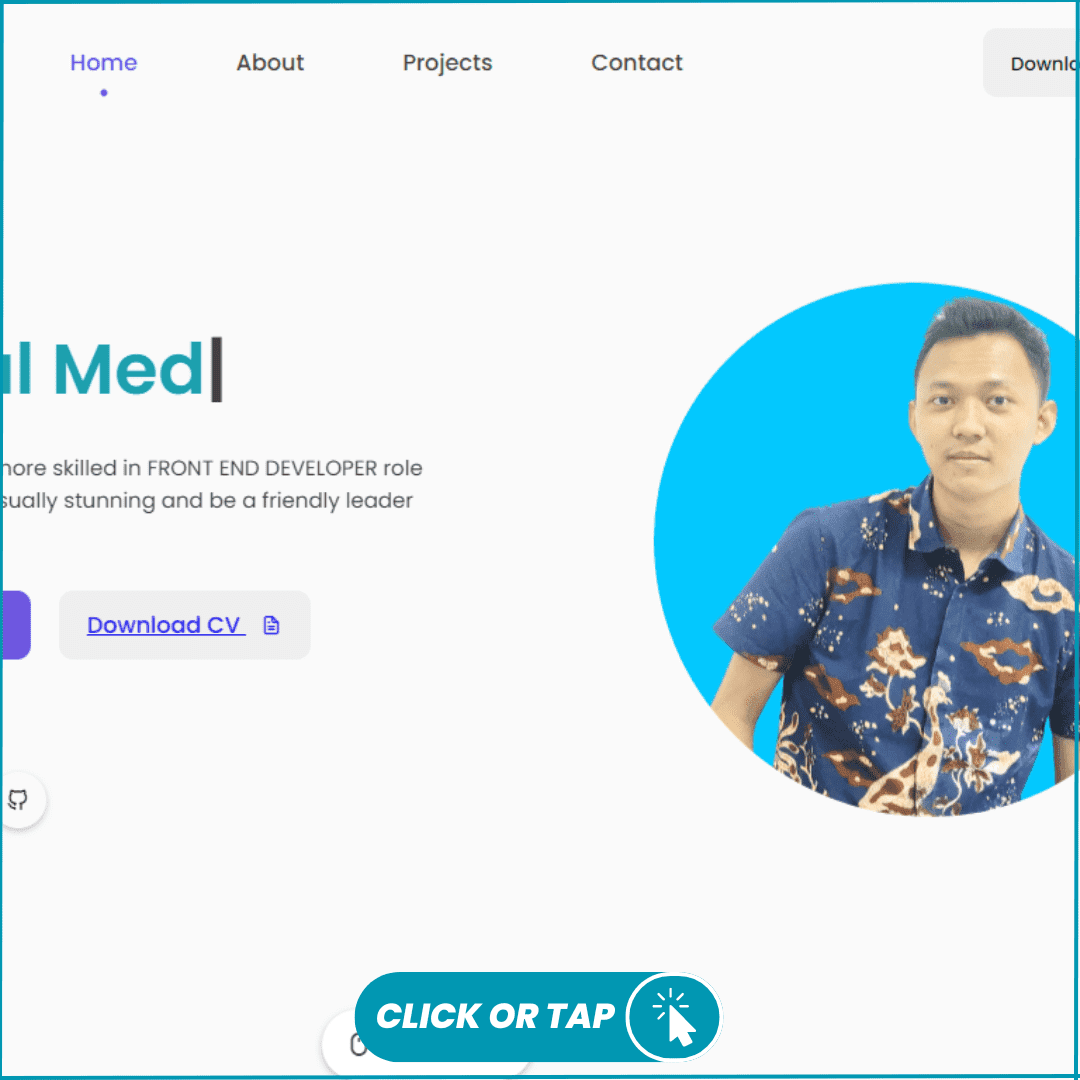 Home About Projects Contact Downlo
al Med
more skilled in FRONT END DEVELOPER role
sually stunning and be a friendly leader
Download CV
CLICK OR TAP